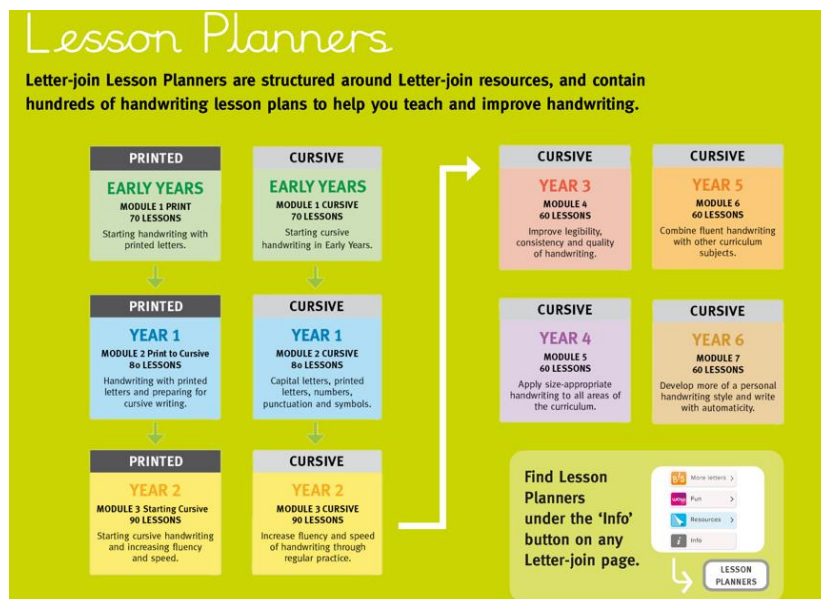 Lesson Planners
Letter-join Lesson Planners are structured around Letter-join resources, and contain
hundreds of handwriting lesson plans to help you teach and improve handwriting.
PRINTED
EARLY YEARS
MODULE 1 PRINT
70 LESSONS
Starting handwriting with
printed letters.
CURSIVE
EARLY YEARS
MODULE 1 CURSIVE
70 LESSONS
Starting cursive
handwriting in Early Years.
PRINTED
YEAR 1
MODULE 2 Print to Cursive
80 LESSONS
Handwriting with printed
letters and preparing for
cursive writing.
CURSIVE
YEAR 1
MODULE 2 CURSIVE
80 LESSONS
Capital letters, printed
letters, numbers,
punctuation and symbols.
PRINTED
YEAR 2
MODULE 3 Starting Cursive
90 LESSONS
Starting cursive handwriting
and increasing fluency
and speed.
CURSIVE
YEAR 2
MODULE 3 CURSIVE
90 LESSONS
Increase fluency and speed
of handwriting through
regular practice.
CURSIVE
YEAR 3
MODULE 4
60 LESSONS
Improve legibility,
consistency and quality
of handwriting.
CURSIVE
YEAR 5
MODULE 6
60 LESSONS
Combine fluent handwriting
with other curriculum
subjects.
CURSIVE
YEAR 4
MODULE 5
60 LESSONS
Apply size-appropriate
handwriting to all areas of
the curriculum.
CURSIVE
YEAR 6
MODULE 7
60 LESSONS
Develop more of a personal
handwriting style and write
with automaticity.
Find Lesson
Planners
under the ‘Info’
button on any
Letter-join page.
More letters >
Fun >
Resources >
i Info
LESSON
PLANNERS